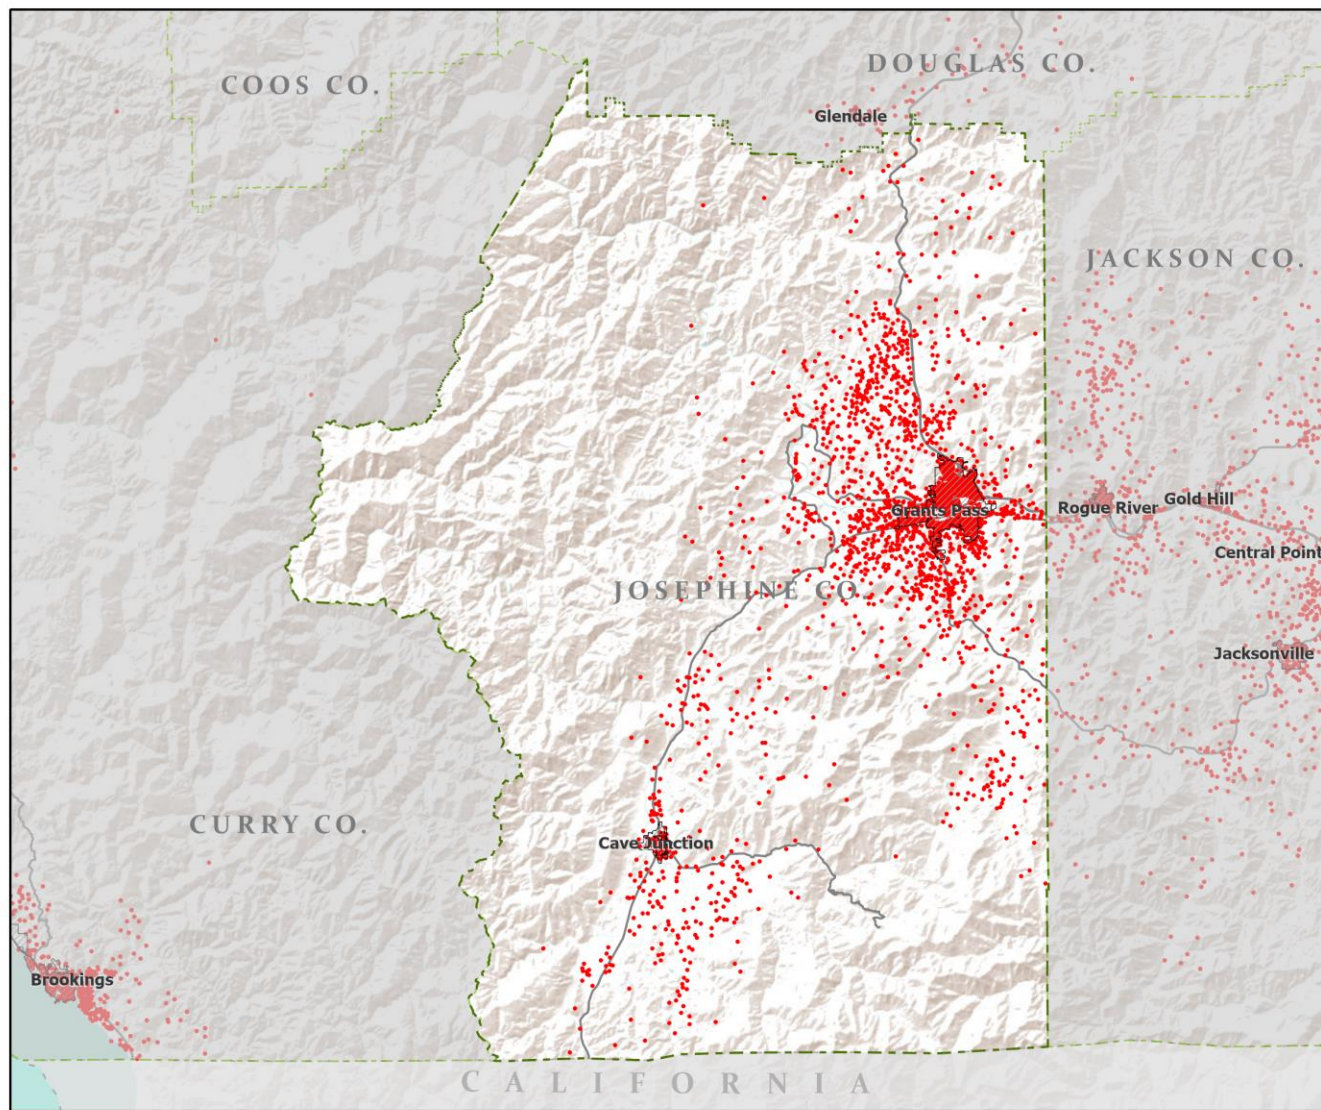 DOUGLAS CO.
COOS CO.
Glendale
JACKSON CO.
Grants Pass
Rogue River
Gold Hill
Central Point
JOSEPHINE CO.
Jacksonville
CURRY CO.
Cave Junction
Brookings
CALIFORNIA